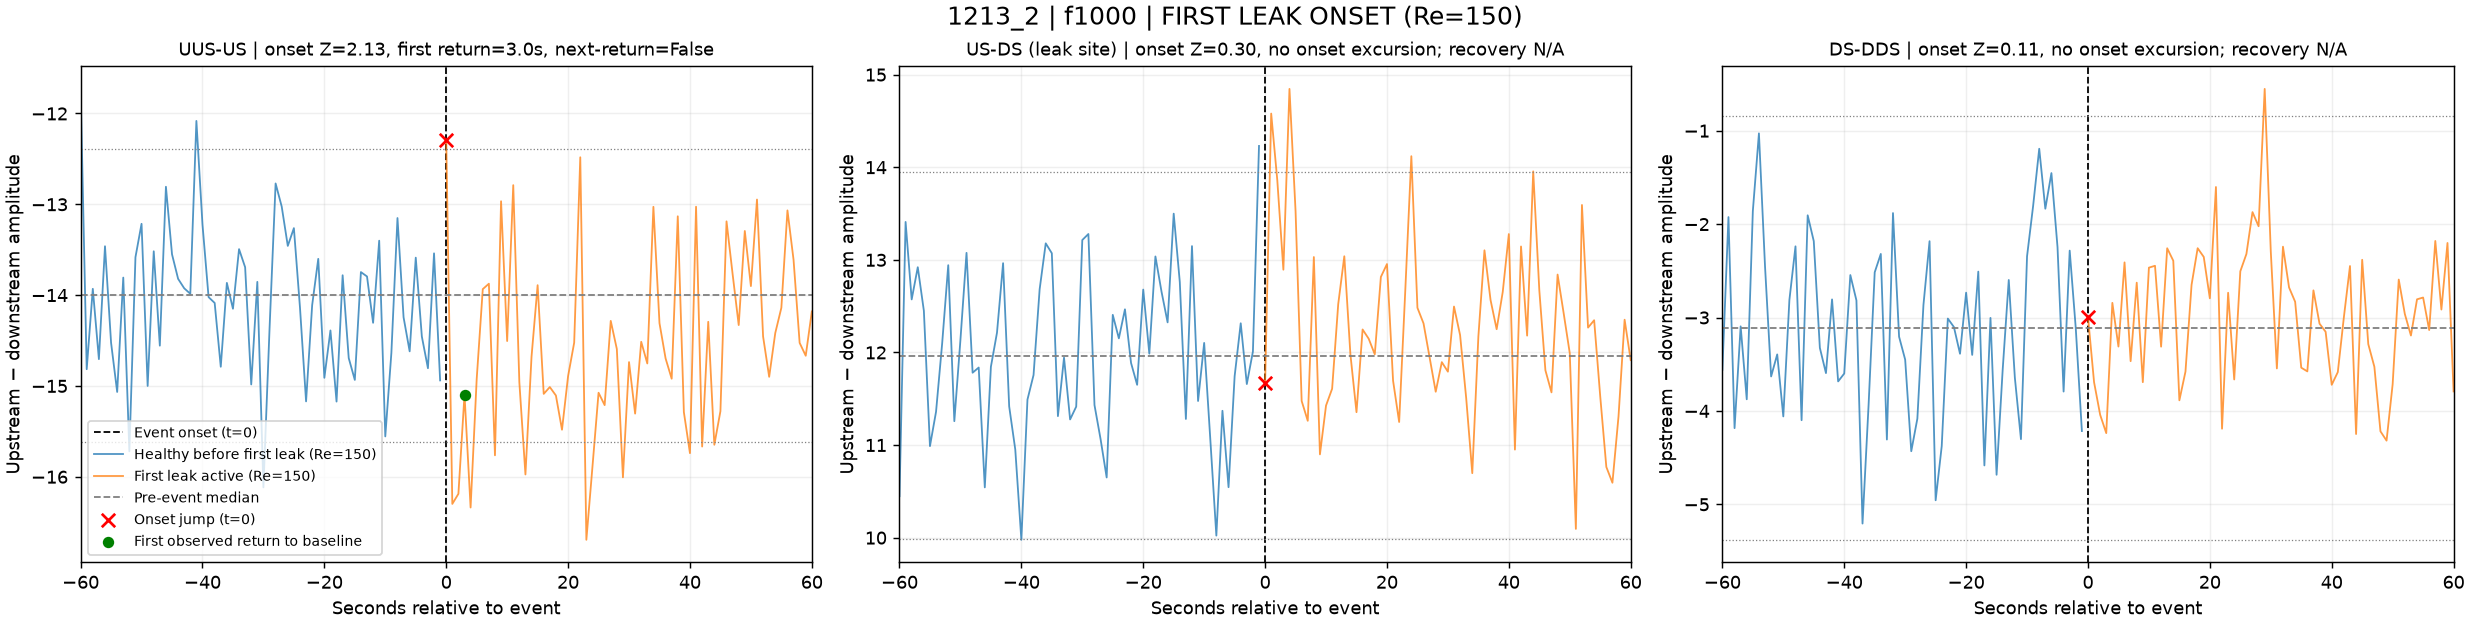 1213_2 | f1000 | FIRST LEAK ONSET (Re=150)
UUS-US | onset Z=2.13, first return=3.0s, next-return=False
Upstream − downstream amplitude
−12
−13
−14
−15
−16
Event onset (t=0)
Healthy before first leak (Re=150)
First leak active (Re=150)
Pre-event median
Onset jump (t=0)
First observed return to baseline
−60 −40 −20 0 20 40 60
Seconds relative to event
US-DS (leak site) | onset Z=0.30, no onset excursion; recovery N/A
Upstream − downstream amplitude
15
14
13
12
11
10
−60 −40 −20 0 20 40 60
Seconds relative to event
DS-DDS | onset Z=0.11, no onset excursion; recovery N/A
Upstream − downstream amplitude
−1
−2
−3
−4
−5
−60 −40 −20 0 20 40 60
Seconds relative to event